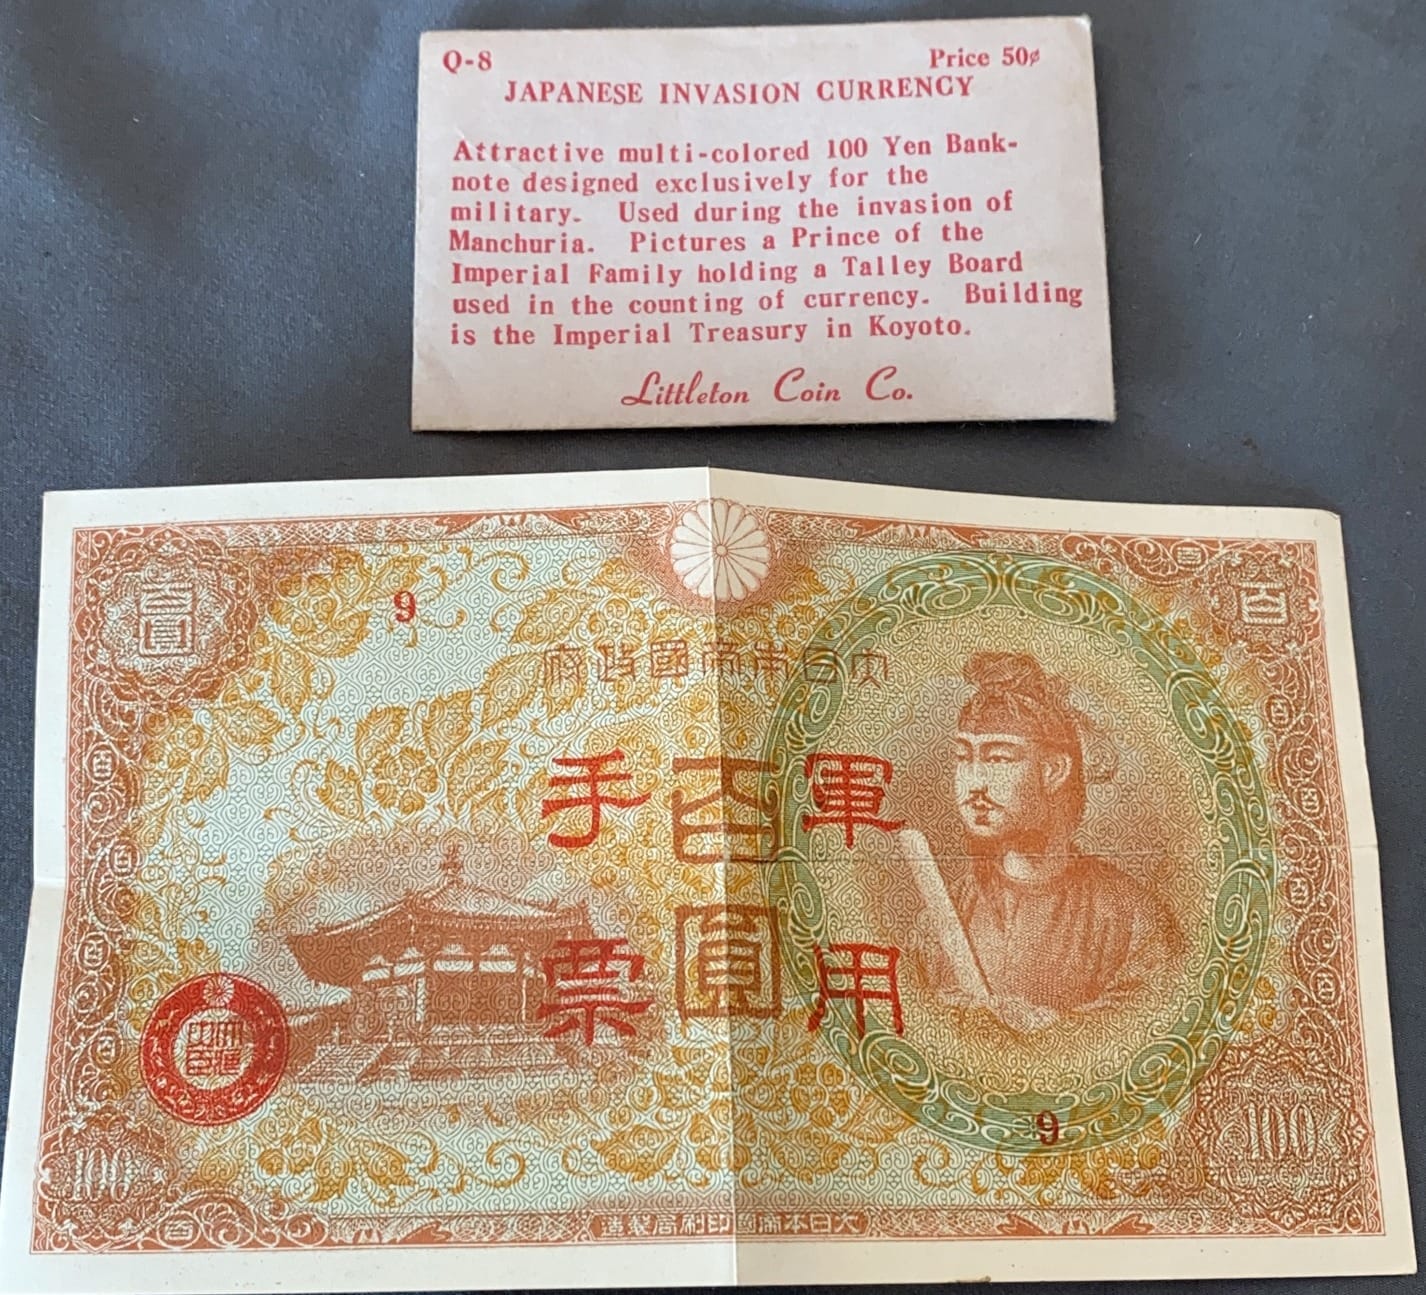 Q-8 Price 50¢
JAPANESE INVASION CURRENCY
Attractive multi-colored 100 Yen Bank-
note designed exclusively for the
military. Used during the invasion of
Manchuria. Pictures a Prince of the
Imperial Family holding a Talley Board
used in the counting of currency. Building
is the Imperial Treasury in Koyoto.
Littleton Coin Co.
百圓
百
9
府政國帝本日大
軍用
百圓
手票
9
100
100
大日本帝國印刷局製造